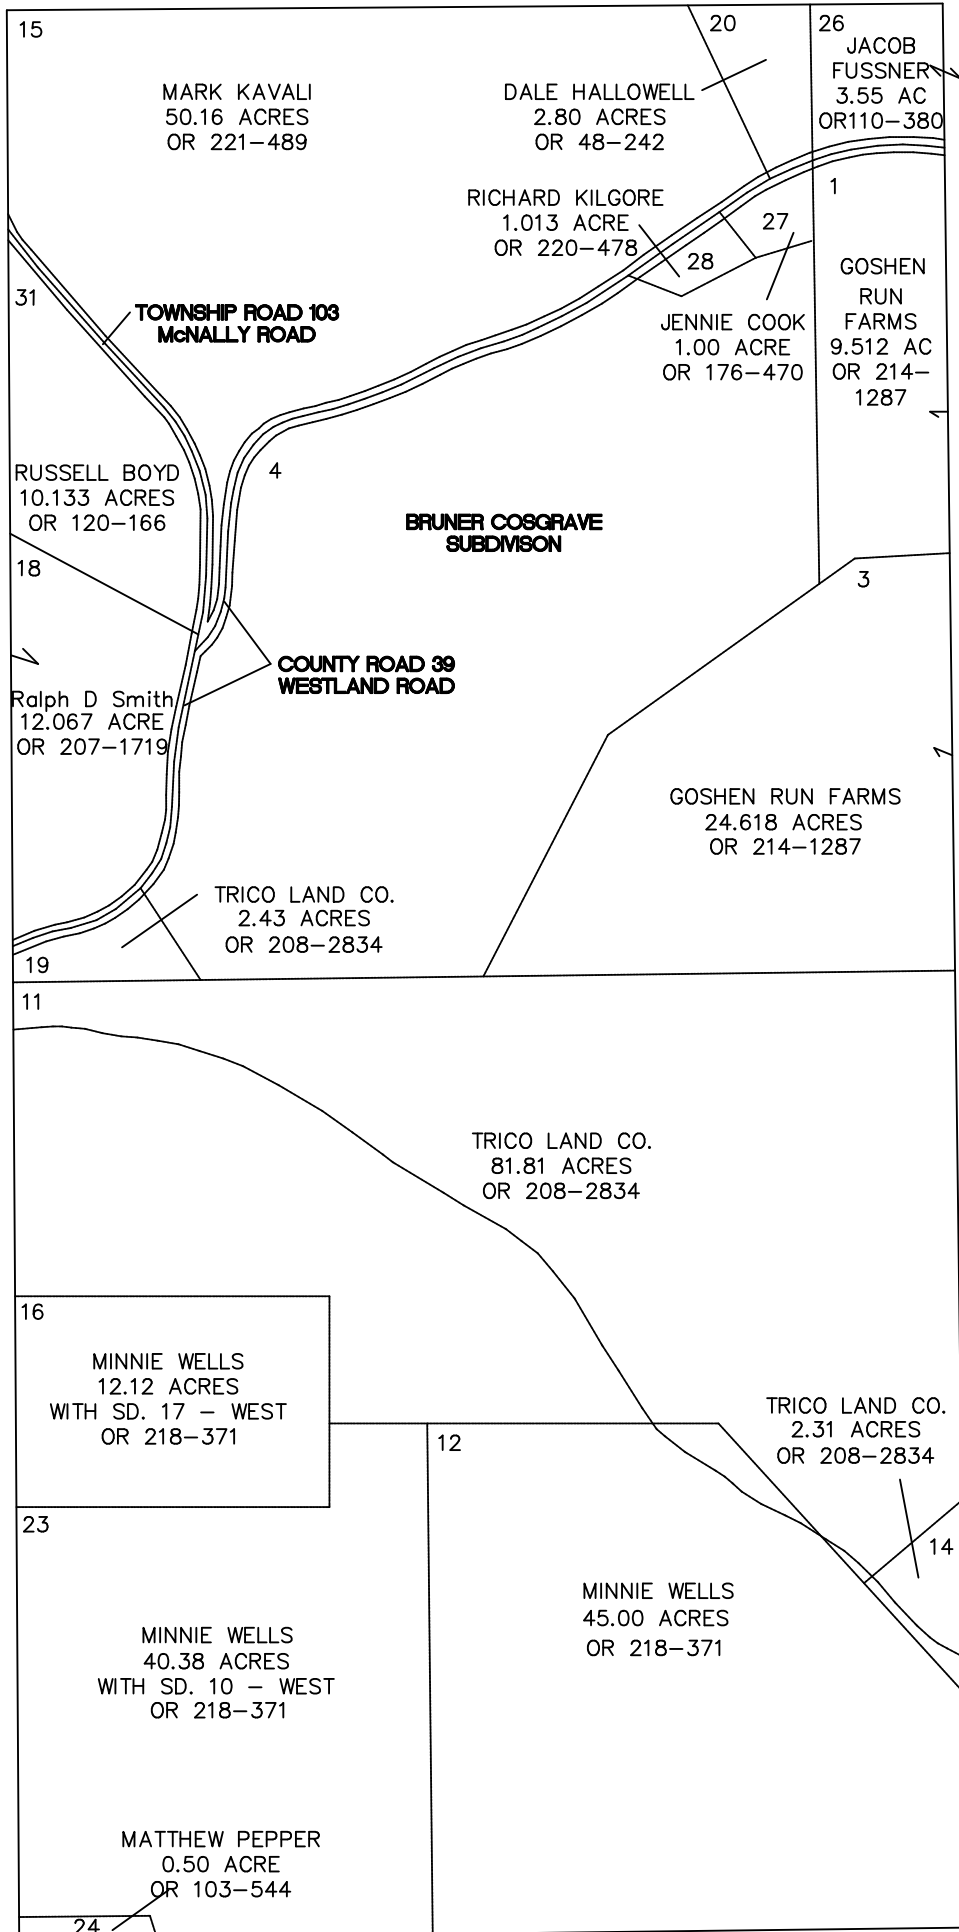 15
MARK KAVALI
50.16 ACRES
OR 221-489
20
DALE HALLOWELL
2.80 ACRES
OR 48-242
26
JACOB
FUSSNER
3.55 AC
OR110-380
RICHARD KILGORE
1.013 ACRE
OR 220-478
1
27
28
JENNIE COOK
1.00 ACRE
OR 176-470
GOSHEN
RUN
FARMS
9.512 AC
OR 214-
1287
31
TOWNSHIP ROAD 103
McNALLY ROAD
RUSSELL BOYD
10.133 ACRES
OR 120-166
4
BRUNER COSGRAVE
SUBDIVISON
18
3
COUNTY ROAD 39
WESTLAND ROAD
Ralph D Smith
12.067 ACRE
OR 207-1719
GOSHEN RUN FARMS
24.618 ACRES
OR 214-1287
TRICO LAND CO.
2.43 ACRES
OR 208-2834
19
11
TRICO LAND CO.
81.81 ACRES
OR 208-2834
16
MINNIE WELLS
12.12 ACRES
WITH SD. 17 - WEST
OR 218-371
12
TRICO LAND CO.
2.31 ACRES
OR 208-2834
14
23
MINNIE WELLS
45.00 ACRES
OR 218-371
MINNIE WELLS
40.38 ACRES
WITH SD. 10 - WEST
OR 218-371
MATTHEW PEPPER
0.50 ACRE
OR 103-544
24